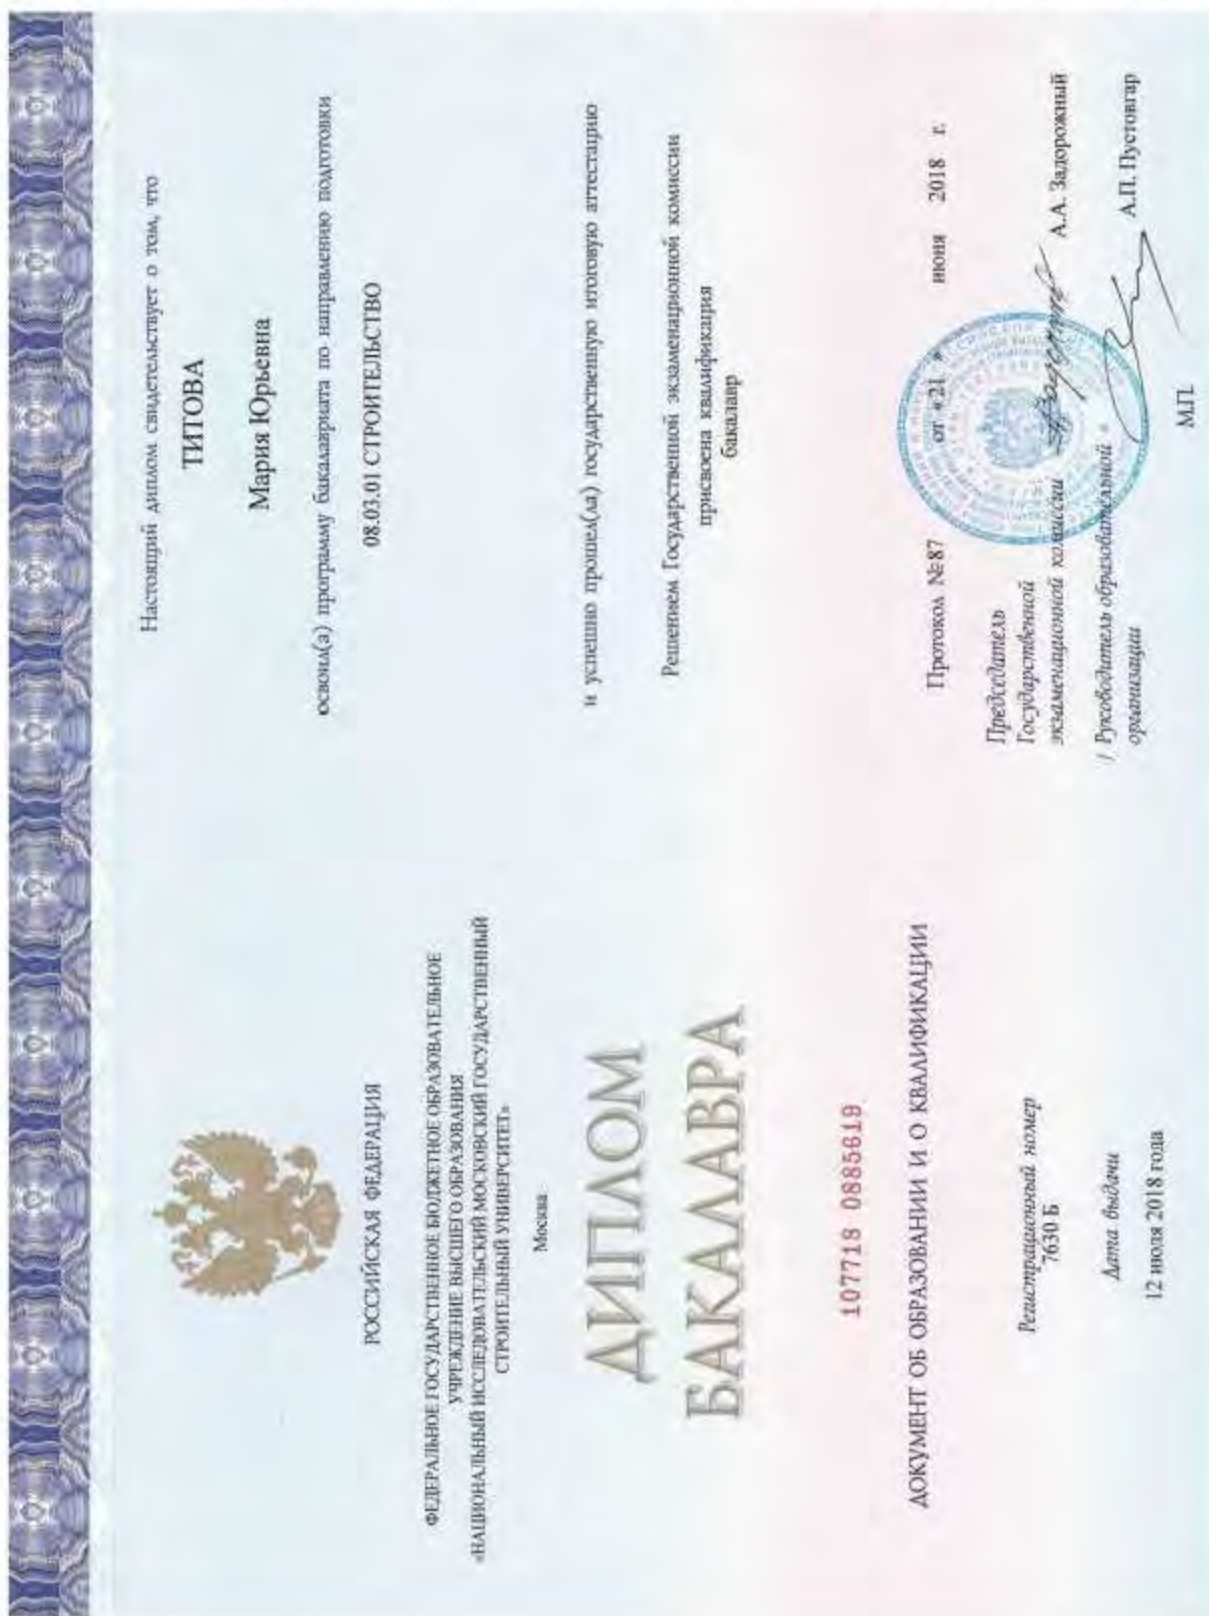 РОССИЙСКАЯ ФЕДЕРАЦИЯ
ФЕДЕРАЛЬНОЕ ГОСУДАРСТВЕННОЕ БЮДЖЕТНОЕ ОБРАЗОВАТЕЛЬНОЕ
УЧРЕЖДЕНИЕ ВЫСШЕГО ОБРАЗОВАНИЯ
«НАЦИОНАЛЬНЫЙ ИССЛЕДОВАТЕЛЬСКИЙ МОСКОВСКИЙ ГОСУДАРСТВЕННЫЙ
СТРОИТЕЛЬНЫЙ УНИВЕРСИТЕТ»
Москва
ДИПЛОМ
БАКАЛАВРА
107718 0885619
ДОКУМЕНТ ОБ ОБРАЗОВАНИИ И О КВАЛИФИКАЦИИ
Регистрационный номер
7630 Б
Дата выдачи
12 июля 2018 года
Настоящий диплом свидетельствует о том, что
ТИТОВА
Мария Юрьевна
освоил(а) программу бакалавриата по направлению подготовки
08.03.01 СТРОИТЕЛЬСТВО
и успешно прошел(ла) государственную итоговую аттестацию
Решением Государственной экзаменационной комиссии
присвоена квалификация
бакалавр
Протокол №87 от «21 » июня 2018 г.
Председатель
Государственной
экзаменационной комиссии А.А. Задорожный
/ Руководитель образовательной А.П. Пустовгар
организации
М.П.